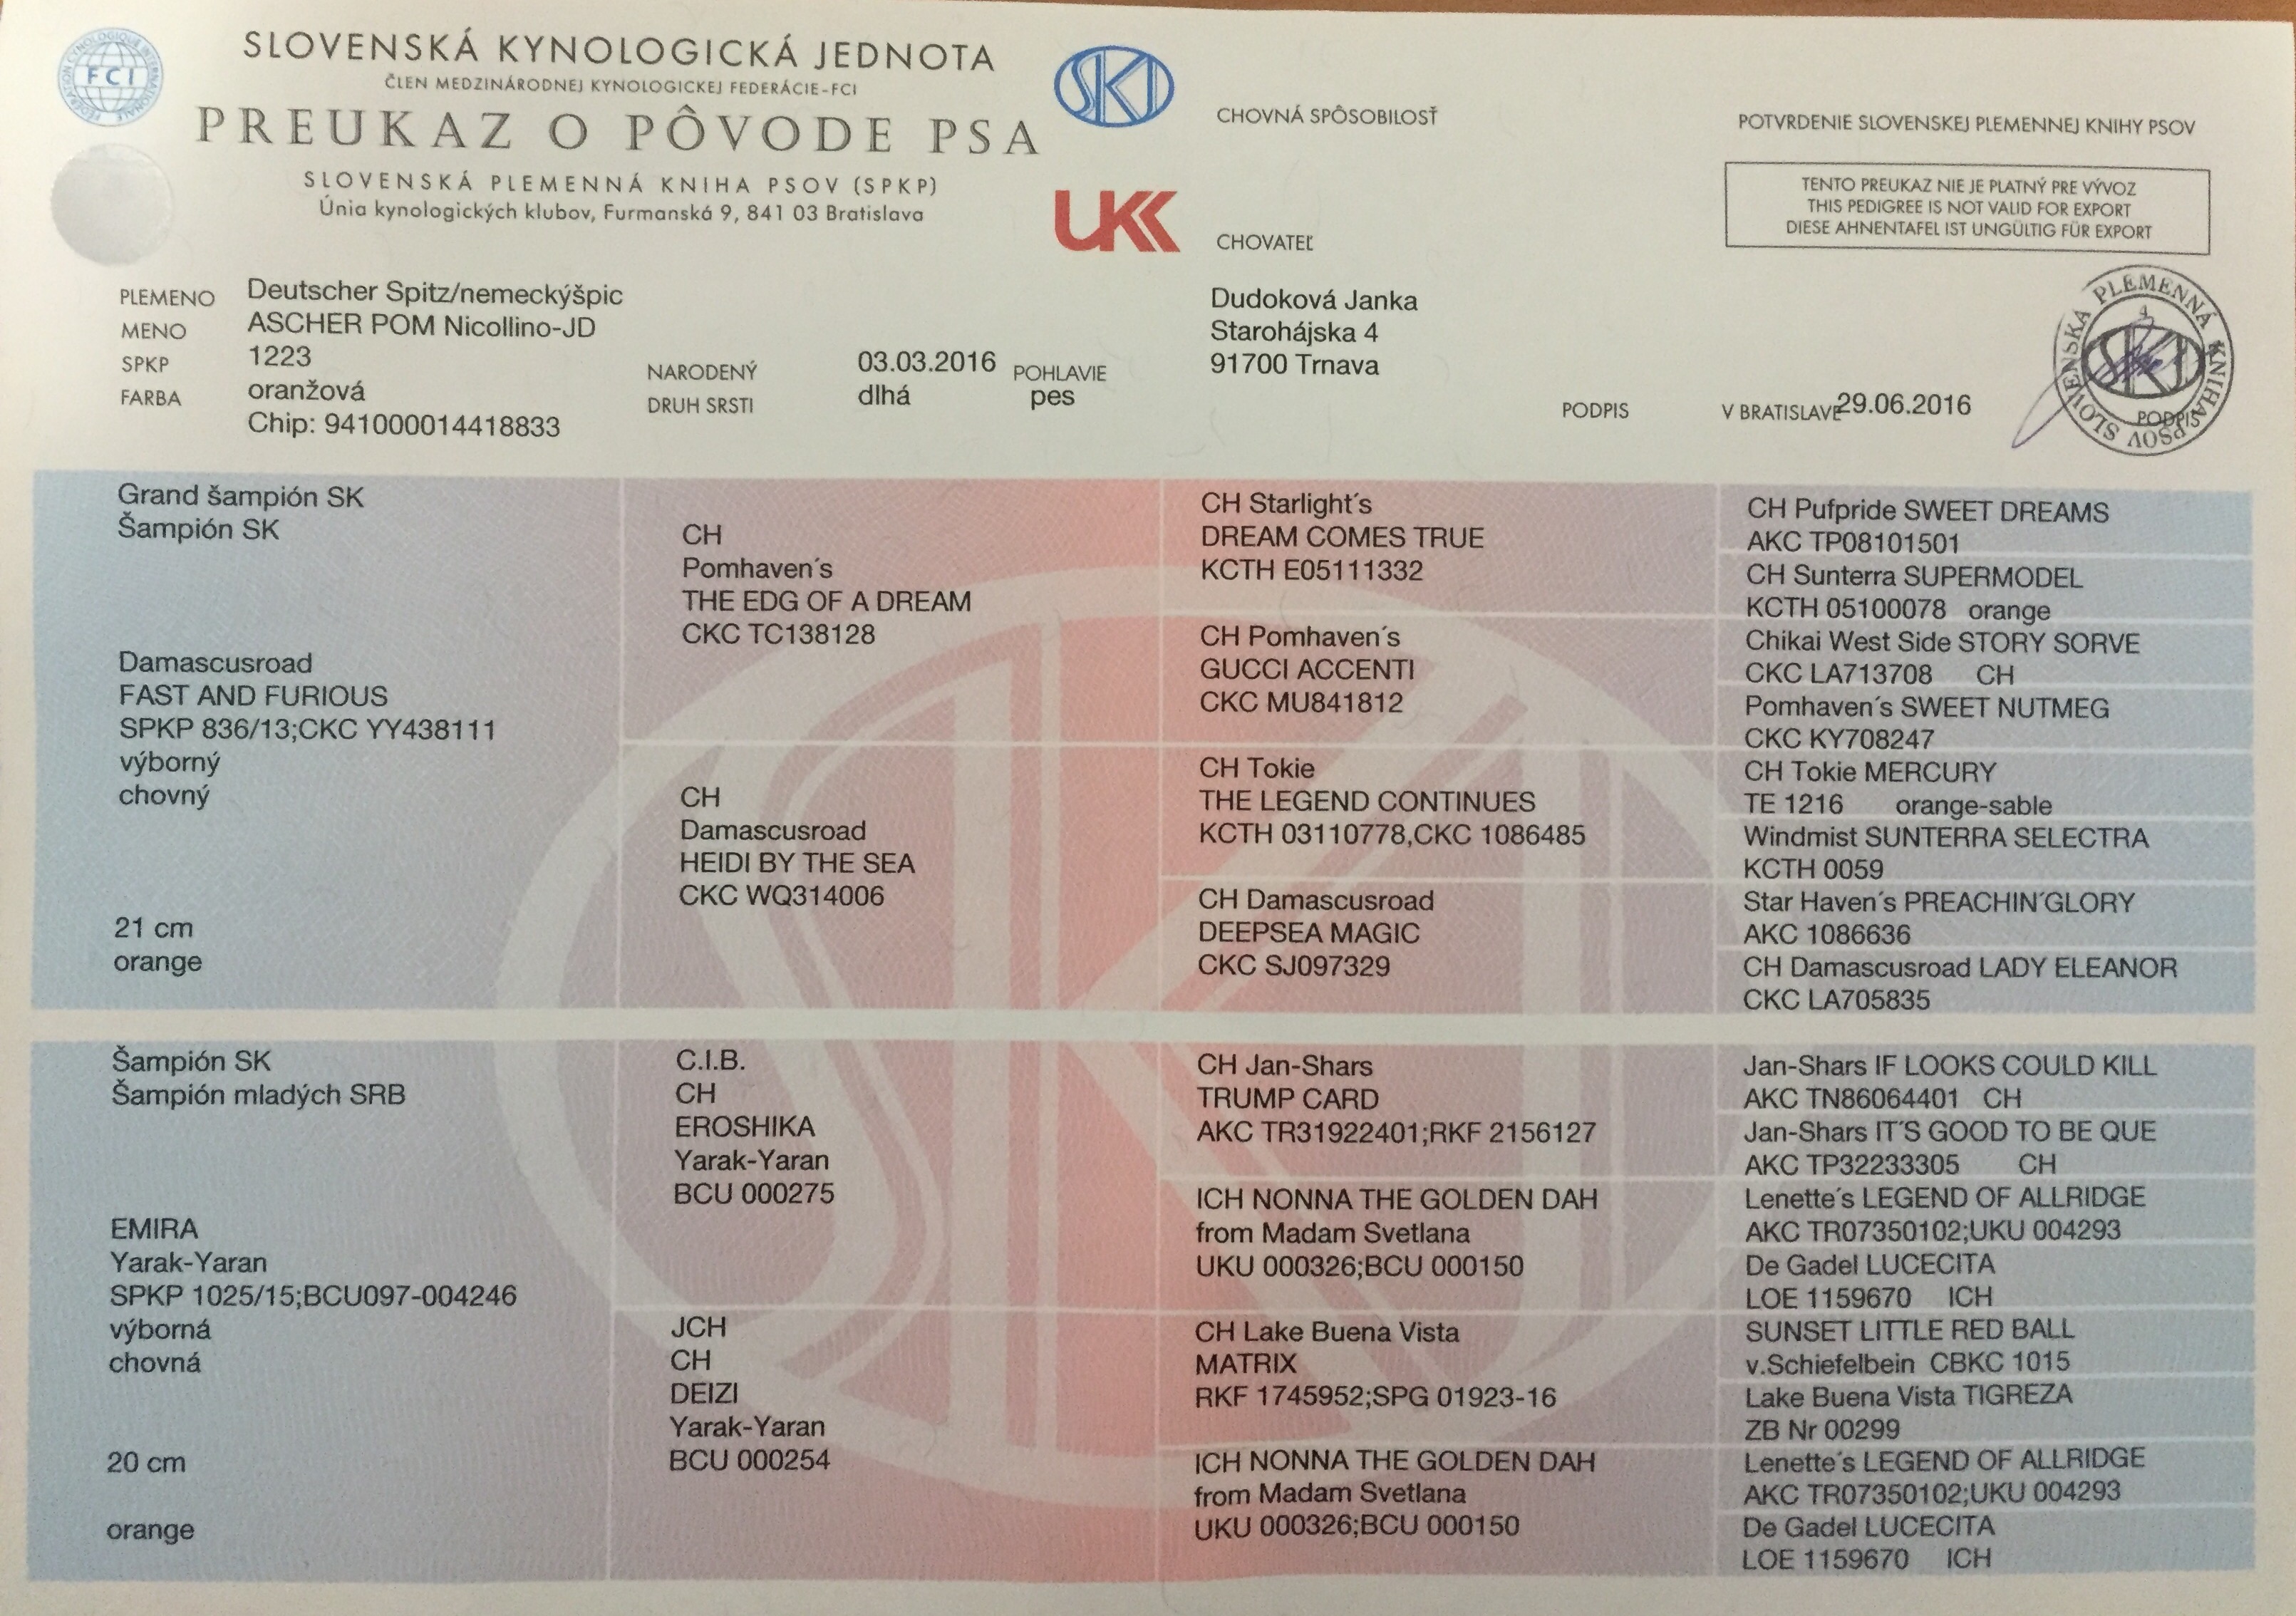 FEDERATION CYNOLOGIQUE INTERNATIONALE
FCI
SLOVENSKÁ KYNOLOGICKÁ JEDNOTA
ČLEN MEDZINÁRODNEJ KYNOLOGICKEJ FEDERÁCIE-FCI
PREUKAZ O PÔVODE PSA
SLOVENSKÁ PLEMENNÁ KNIHA PSOV (SPKP)
Únia kynologických klubov, Furmanská 9, 841 03 Bratislava
SKJ
UKK
CHOVNÁ SPÔSOBILOSŤ
CHOVATEĽ
POTVRDENIE SLOVENSKEJ PLEMENNEJ KNIHY PSOV
TENTO PREUKAZ NIE JE PLATNÝ PRE VÝVOZ
THIS PEDIGREE IS NOT VALID FOR EXPORT
DIESE AHNENTAFEL IST UNGÜLTIG FÜR EXPORT
PLEMENO Deutscher Spitz/nemeckýšpic
MENO ASCHER POM Nicollino-JD
SPKP 1223
FARBA oranžová
Chip: 941000014418833
NARODENÝ 03.03.2016 POHLAVIE
DRUH SRSTI dlhá pes
Dudoková Janka
Starohájska 4
91700 Trnava
PODPIS
V BRATISLAVE 29.06.2016
PODPIS
SLOVENSKÁ PLEMENNÁ KNIHA PSOV
4
SKJ
Grand šampión SK
Šampión SK
Damascusroad
FAST AND FURIOUS
SPKP 836/13;CKC YY438111
výborný
chovný
21 cm
orange
CH
Pomhaven´s
THE EDG OF A DREAM
CKC TC138128
CH
Damascusroad
HEIDI BY THE SEA
CKC WQ314006
CH Starlight´s
DREAM COMES TRUE
KCTH E05111332
CH Pomhaven´s
GUCCI ACCENTI
CKC MU841812
CH Tokie
THE LEGEND CONTINUES
KCTH 03110778,CKC 1086485
CH Damascusroad
DEEPSEA MAGIC
CKC SJ097329
CH Pufpride SWEET DREAMS
AKC TP08101501
CH Sunterra SUPERMODEL
KCTH 05100078 orange
Chikai West Side STORY SORVE
CKC LA713708 CH
Pomhaven´s SWEET NUTMEG
CKC KY708247
CH Tokie MERCURY
TE 1216 orange-sable
Windmist SUNTERRA SELECTRA
KCTH 0059
Star Haven´s PREACHIN´GLORY
AKC 1086636
CH Damascusroad LADY ELEANOR
CKC LA705835
Šampión SK
Šampión mladých SRB
EMIRA
Yarak-Yaran
SPKP 1025/15;BCU097-004246
výborná
chovná
20 cm
orange
C.I.B.
CH
EROSHIKA
Yarak-Yaran
BCU 000275
JCH
CH
DEIZI
Yarak-Yaran
BCU 000254
CH Jan-Shars
TRUMP CARD
AKC TR31922401;RKF 2156127
ICH NONNA THE GOLDEN DAH
from Madam Svetlana
UKU 000326;BCU 000150
CH Lake Buena Vista
MATRIX
RKF 1745952;SPG 01923-16
ICH NONNA THE GOLDEN DAH
from Madam Svetlana
UKU 000326;BCU 000150
Jan-Shars IF LOOKS COULD KILL
AKC TN86064401 CH
Jan-Shars IT´S GOOD TO BE QUE
AKC TP32233305 CH
Lenette´s LEGEND OF ALLRIDGE
AKC TR07350102;UKU 004293
De Gadel LUCECITA
LOE 1159670 ICH
SUNSET LITTLE RED BALL
v.Schiefelbein CBKC 1015
Lake Buena Vista TIGREZA
ZB Nr 00299
Lenette´s LEGEND OF ALLRIDGE
AKC TR07350102;UKU 004293
De Gadel LUCECITA
LOE 1159670 ICH